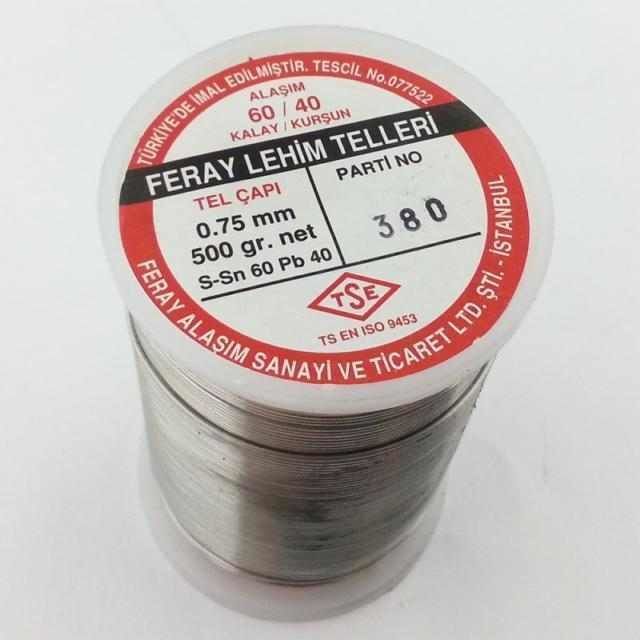 TÜRKİYE'DE İMAL EDİLMİŞTİR. TESCİL No.077522
ALAŞIM
60 / 40
KALAY / KURŞUN
FERAY LEHİM TELLERİ
TEL ÇAPI
0.75 mm
500 gr. net
S-Sn 60 Pb 40
PARTİ NO
380
TSE
TS EN ISO 9453
FERAY ALAŞIM SANAYİ VE TİCARET LTD. ŞTİ. - İSTANBUL